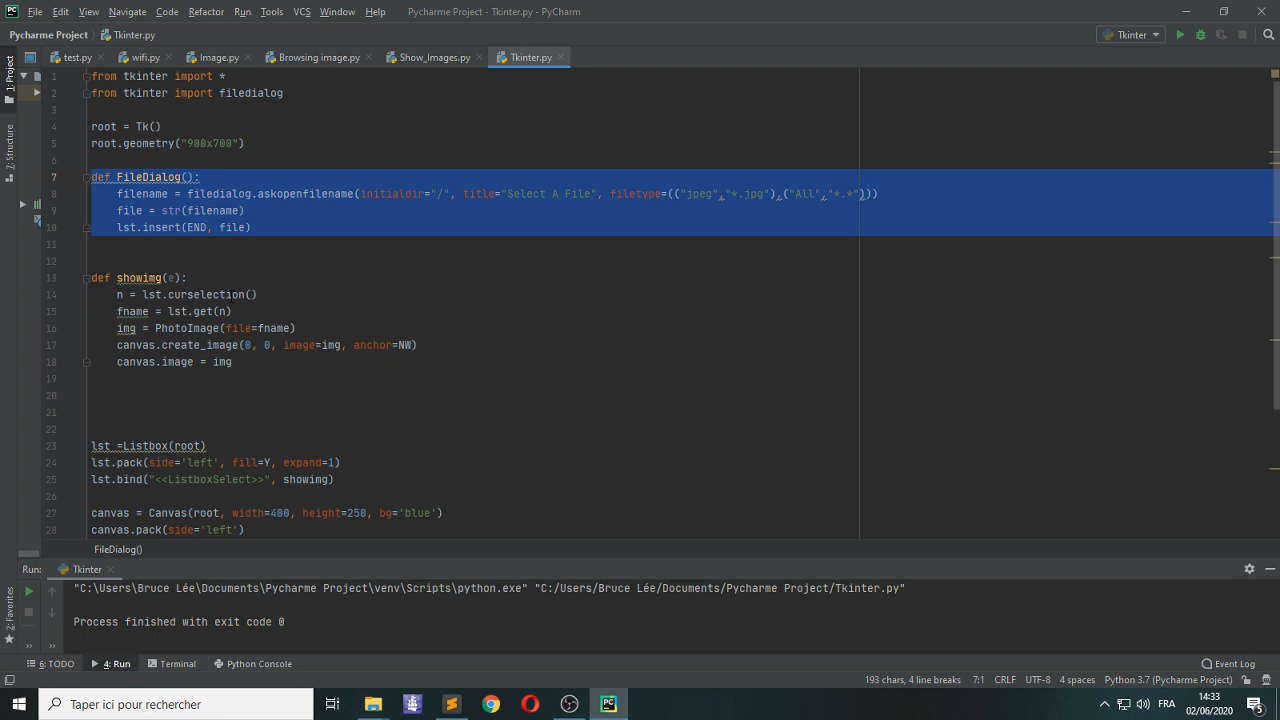 PC File Edit View Navigate Code Refactor Run Tools VCS Window Help Pycharme Project - Tkinter.py - PyCharm
Pycharme Project Tkinter.py Tkinter
test.py wifi.py Image.py Browsing image.py Show_Images.py Tkinter.py
1: Project
7: Structure
2: Favorites
1 from tkinter import *
2 from tkinter import filedialog
3
4 root = Tk()
5 root.geometry("900x700")
6
7 def FileDialog():
8 filename = filedialog.askopenfilename(initialdir="/", title="Select A File", filetype=(("jpeg","*.jpg"),("All","*.*")))
9 file = str(filename)
10 lst.insert(END, file)
11
12
13 def showimg(e):
14 n = lst.curselection()
15 fname = lst.get(n)
16 img = PhotoImage(file=fname)
17 canvas.create_image(0, 0, image=img, anchor=NW)
18 canvas.image = img
19
20
21
22
23 lst =Listbox(root)
24 lst.pack(side='left', fill=Y, expand=1)
25 lst.bind("<<ListboxSelect>>", showimg)
26
27 canvas = Canvas(root, width=400, height=250, bg='blue')
28 canvas.pack(side='left')
FileDialog()
Run: Tkinter
"C:\Users\Bruce Lée\Documents\Pycharme Project\venv\Scripts\python.exe" "C:/Users/Bruce Lée/Documents/Pycharme Project/Tkinter.py"
Process finished with exit code 0
6: TODO 4: Run Terminal Python Console Event Log
193 chars, 4 line breaks 7:1 CRLF UTF-8 4 spaces Python 3.7 (Pycharme Project)
Taper ici pour rechercher PC FRA 14:33
02/06/2020 5